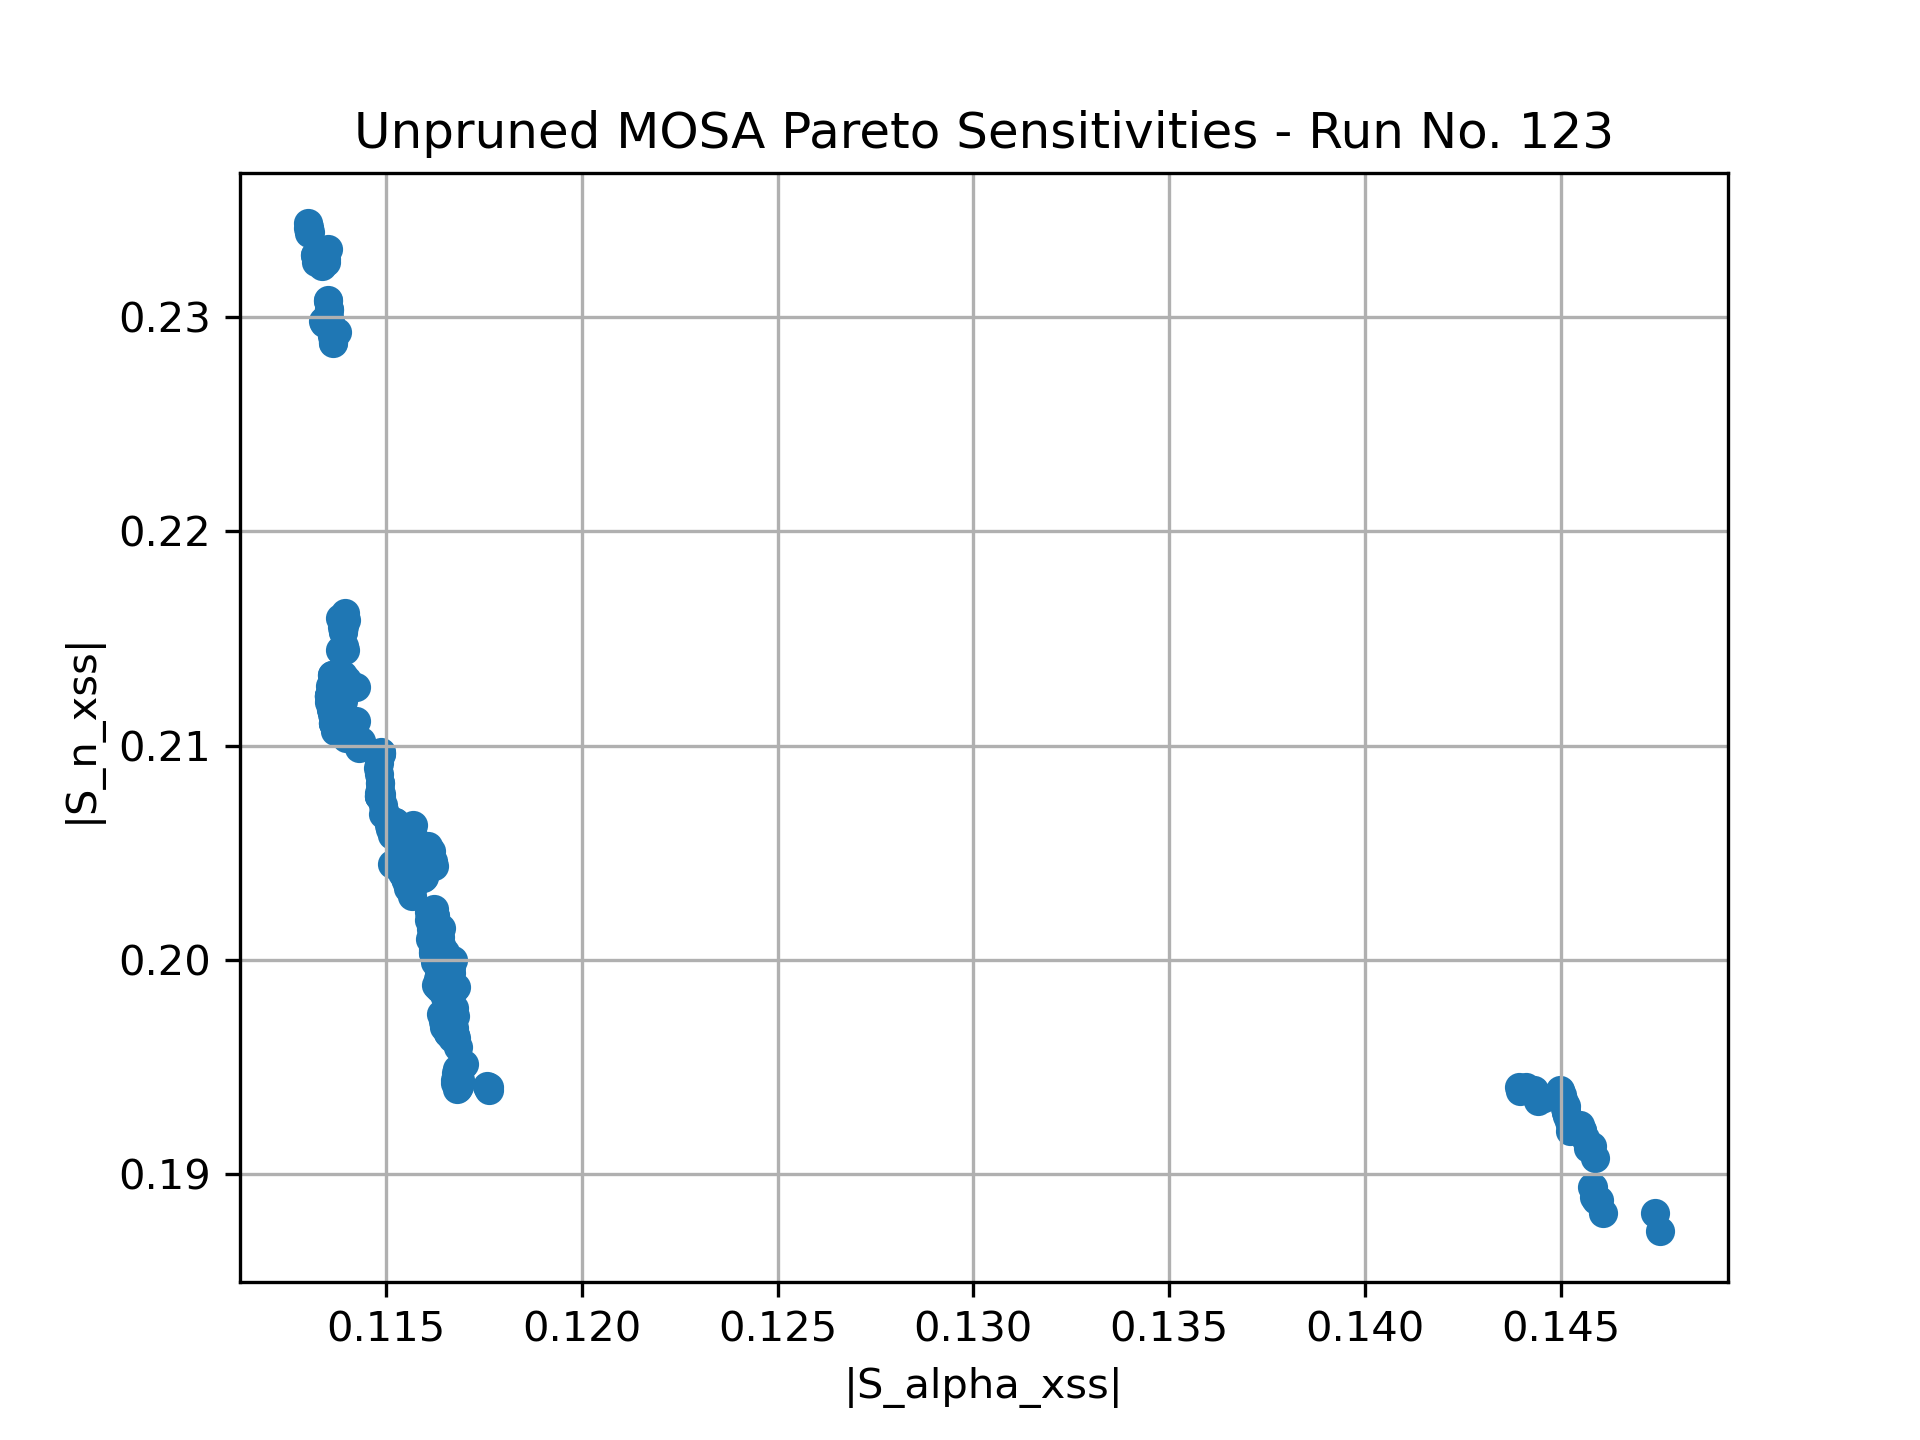 Unpruned MOSA Pareto Sensitivities - Run No. 123
0.23
0.22
0.21
0.20
0.19
|S_n_xss|
0.115 0.120 0.125 0.130 0.135 0.140 0.145
|S_alpha_xss|